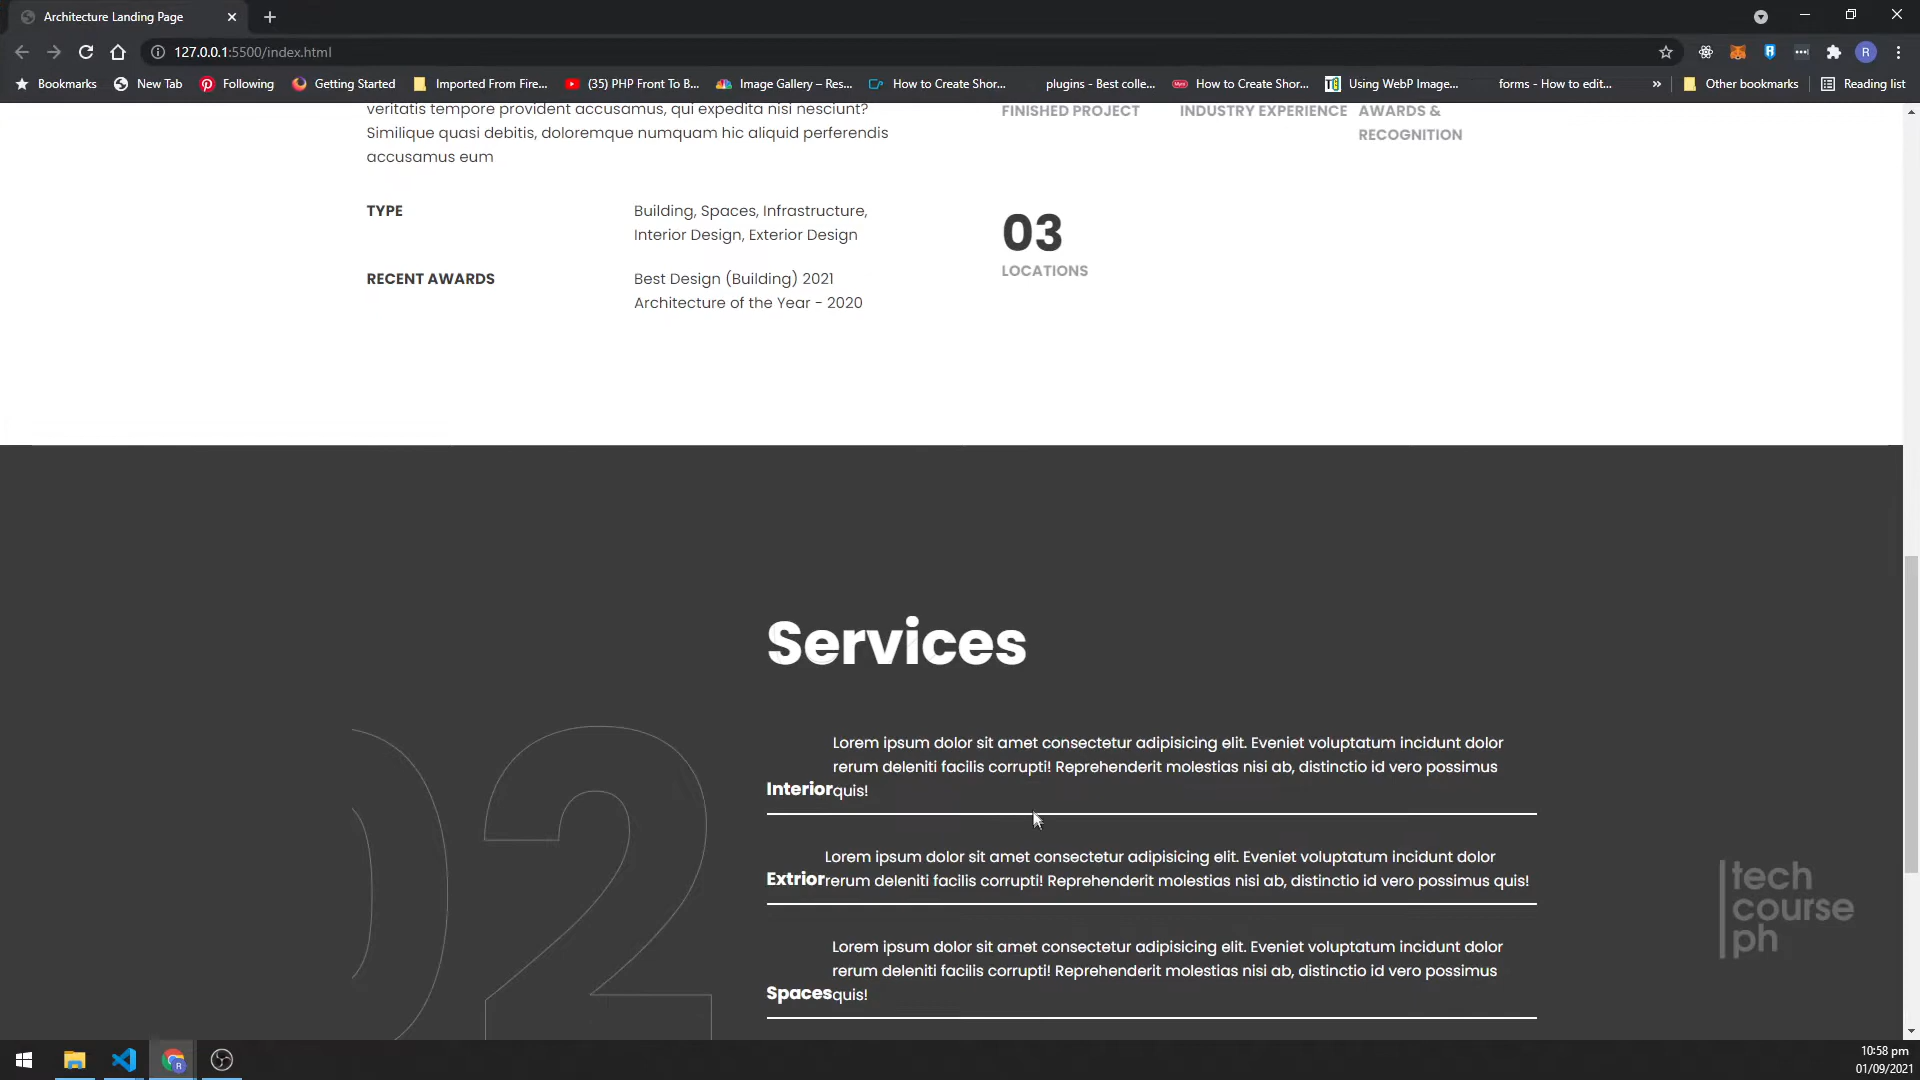 Architecture Landing Page
127.0.0.1:5500/index.html
R
Bookmarks New Tab Following Getting Started Imported From Fire... (35) PHP Front To B... Image Gallery – Res... How to Create Shor... plugins - Best colle... How to Create Shor... Using WebP Image... forms - How to edit... » Other bookmarks Reading list
veritatis tempore provident accusamus, qui expedita nisi nesciunt?
Similique quasi debitis, doloremque numquam hic aliquid perferendis
accusamus eum
FINISHED PROJECT
INDUSTRY EXPERIENCE
AWARDS &
RECOGNITION
TYPE
Building, Spaces, Infrastructure,
Interior Design, Exterior Design
RECENT AWARDS
Best Design (Building) 2021
Architecture of the Year - 2020
03
LOCATIONS
02
Services
Lorem ipsum dolor sit amet consectetur adipisicing elit. Eveniet voluptatum incidunt dolor
rerum deleniti facilis corrupti! Reprehenderit molestias nisi ab, distinctio id vero possimus
Interior quis!
Lorem ipsum dolor sit amet consectetur adipisicing elit. Eveniet voluptatum incidunt dolor
Extrior rerum deleniti facilis corrupti! Reprehenderit molestias nisi ab, distinctio id vero possimus quis!
Lorem ipsum dolor sit amet consectetur adipisicing elit. Eveniet voluptatum incidunt dolor
rerum deleniti facilis corrupti! Reprehenderit molestias nisi ab, distinctio id vero possimus
Spaces quis!
tech
course
ph
10:58 pm
01/09/2021